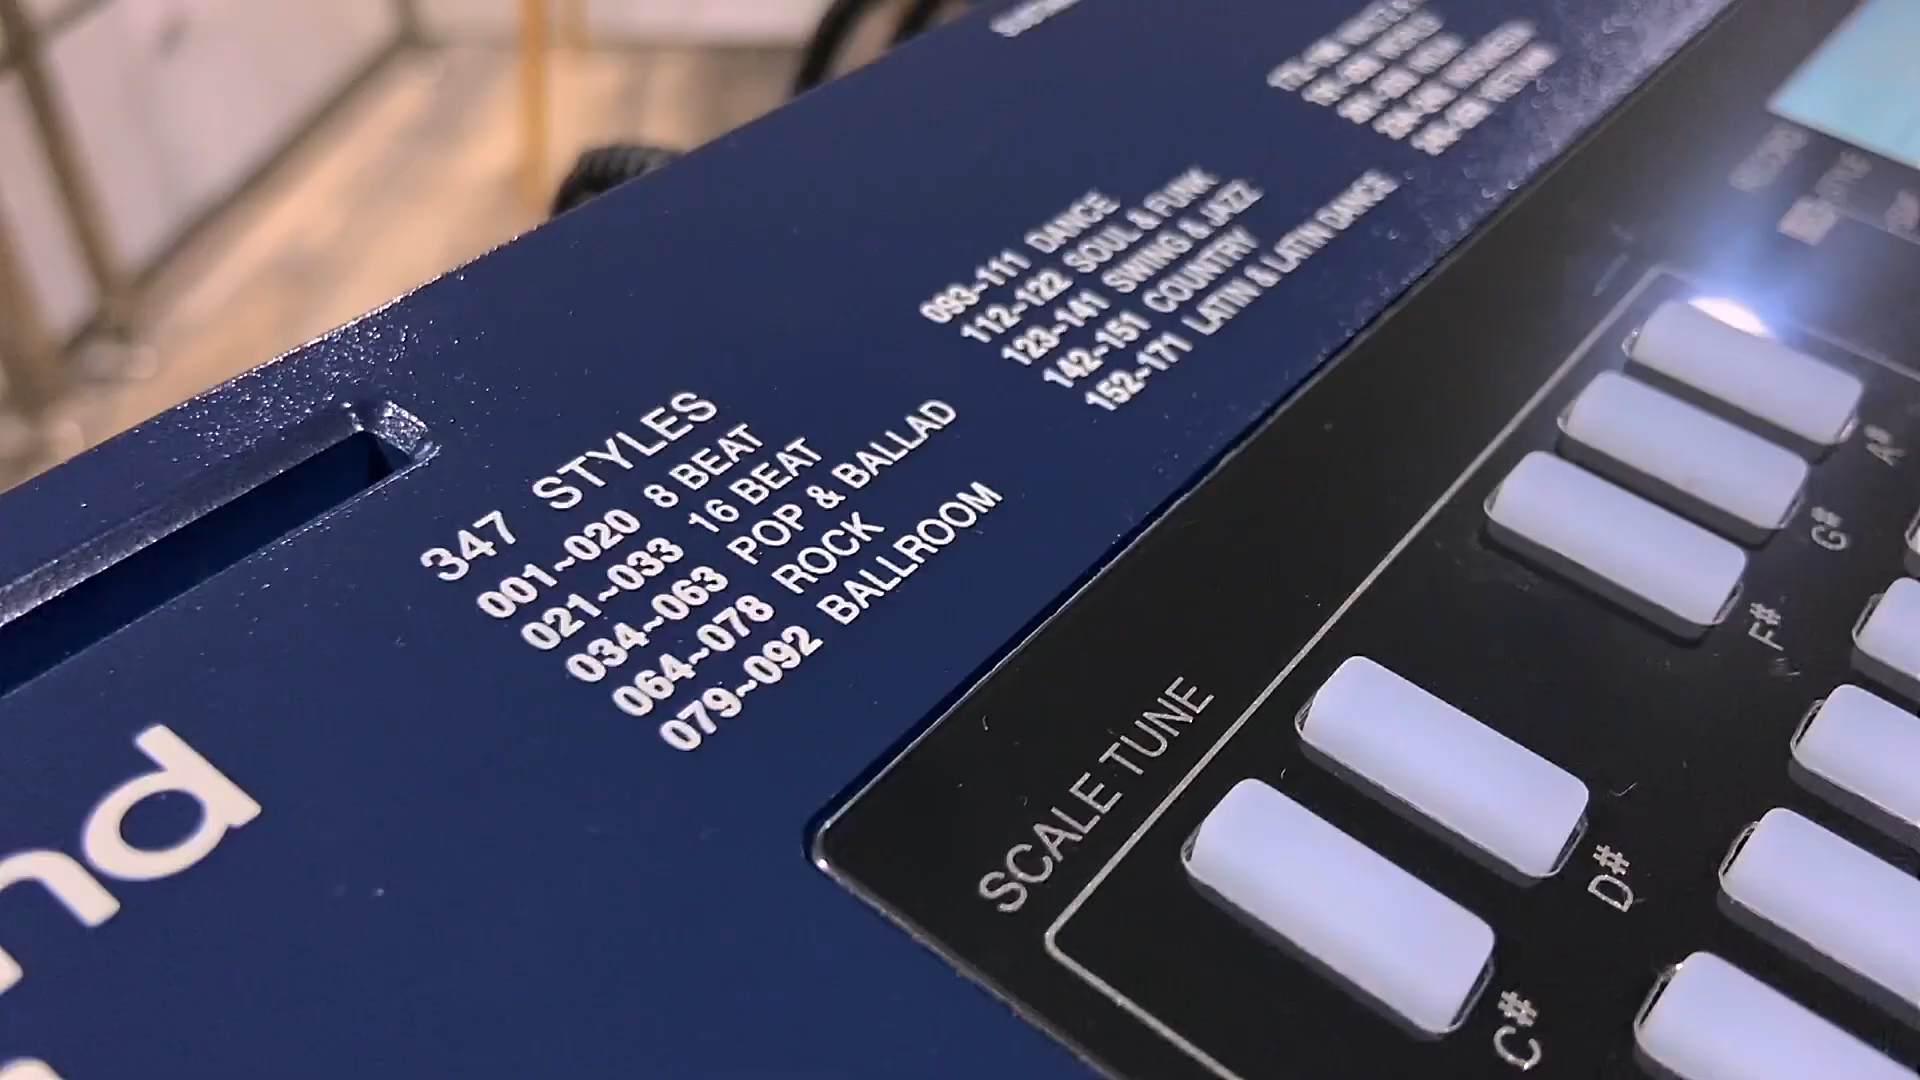 347 STYLES
001~020 8 BEAT
021~033 16 BEAT
034~063 POP & BALLAD
064~078 ROCK
079~092 BALLROOM
093~111 DANCE
112~122 SOUL & FUNK
123~141 SWING & JAZZ
142~151 COUNTRY
152~171 LATIN & LATIN DANCE
nd
SCALE TUNE
C#
D#
F#
G#
A#